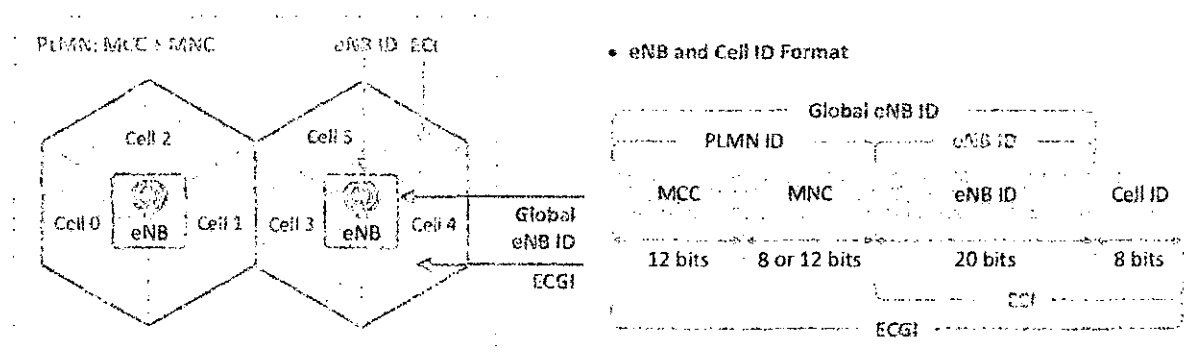 PLMN: MCC + MNC
eNB ID ECI
Cell 2
Cell 5
Cell 0
eNB
Cell 1
Cell 3
eNB
Cell 4
Global
eNB ID
ECGI
• eNB and Cell ID Format
Global eNB ID
PLMN ID
eNB ID
MCC
MNC
eNB ID
Cell ID
12 bits
8 or 12 bits
20 bits
8 bits
ECI
ECGI